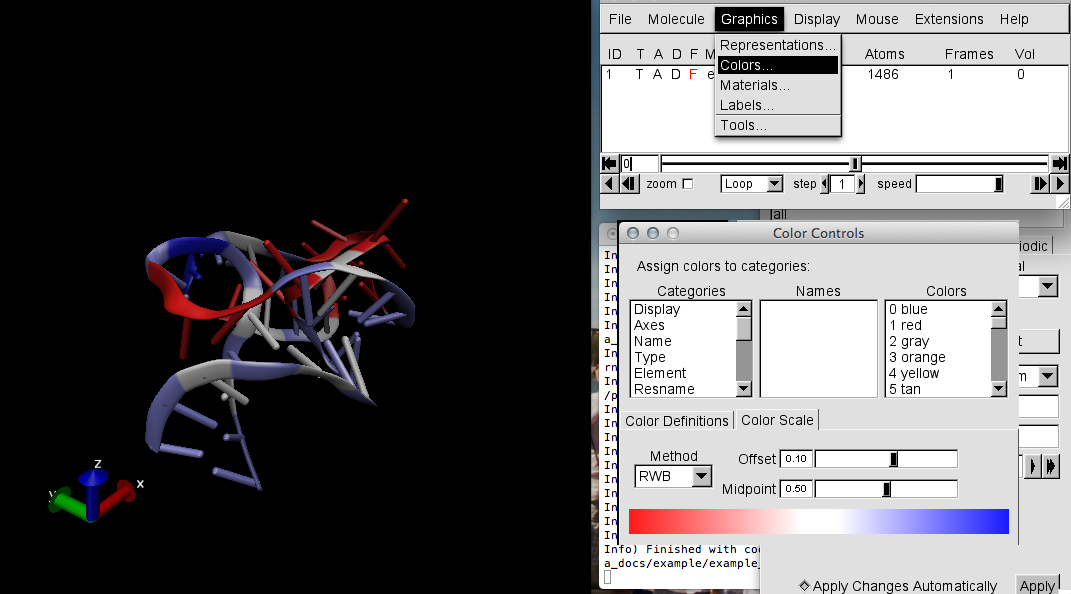 File Molecule Graphics Display Mouse Extensions Help
Representations...
Colors...
Materials...
Labels...
Tools...
ID T A D F M Atoms Frames Vol
1 T A D F e 1486 1 0
0
zoom Loop step 1 speed
all
Color Controls
iodic
Assign colors to categories:
Categories Names Colors
Display
Axes
Name
Type
Element
Resname
0 blue
1 red
2 gray
3 orange
4 yellow
5 tan
Color Definitions Color Scale
Method
RWB
Offset 0.10
Midpoint 0.50
In
In
In
In
In
In
a_
In
rn
In
/p
In
In
In
In
In
In
In
In
In
In
Info) Finished with co
a_docs/example/example_
Apply Changes Automatically Apply
z
x
y